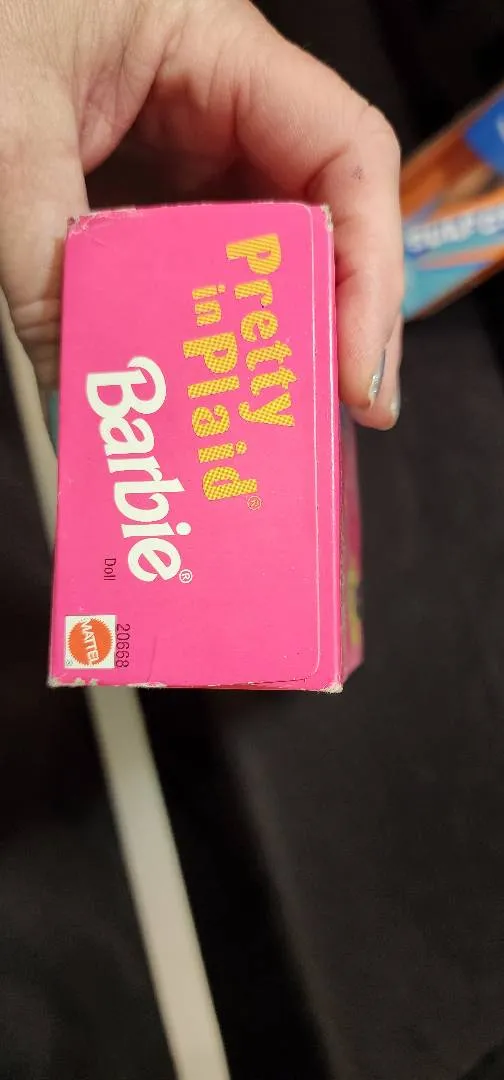 Pretty
in Plaid®
Barbie®
Doll
20668
MATTEL
®